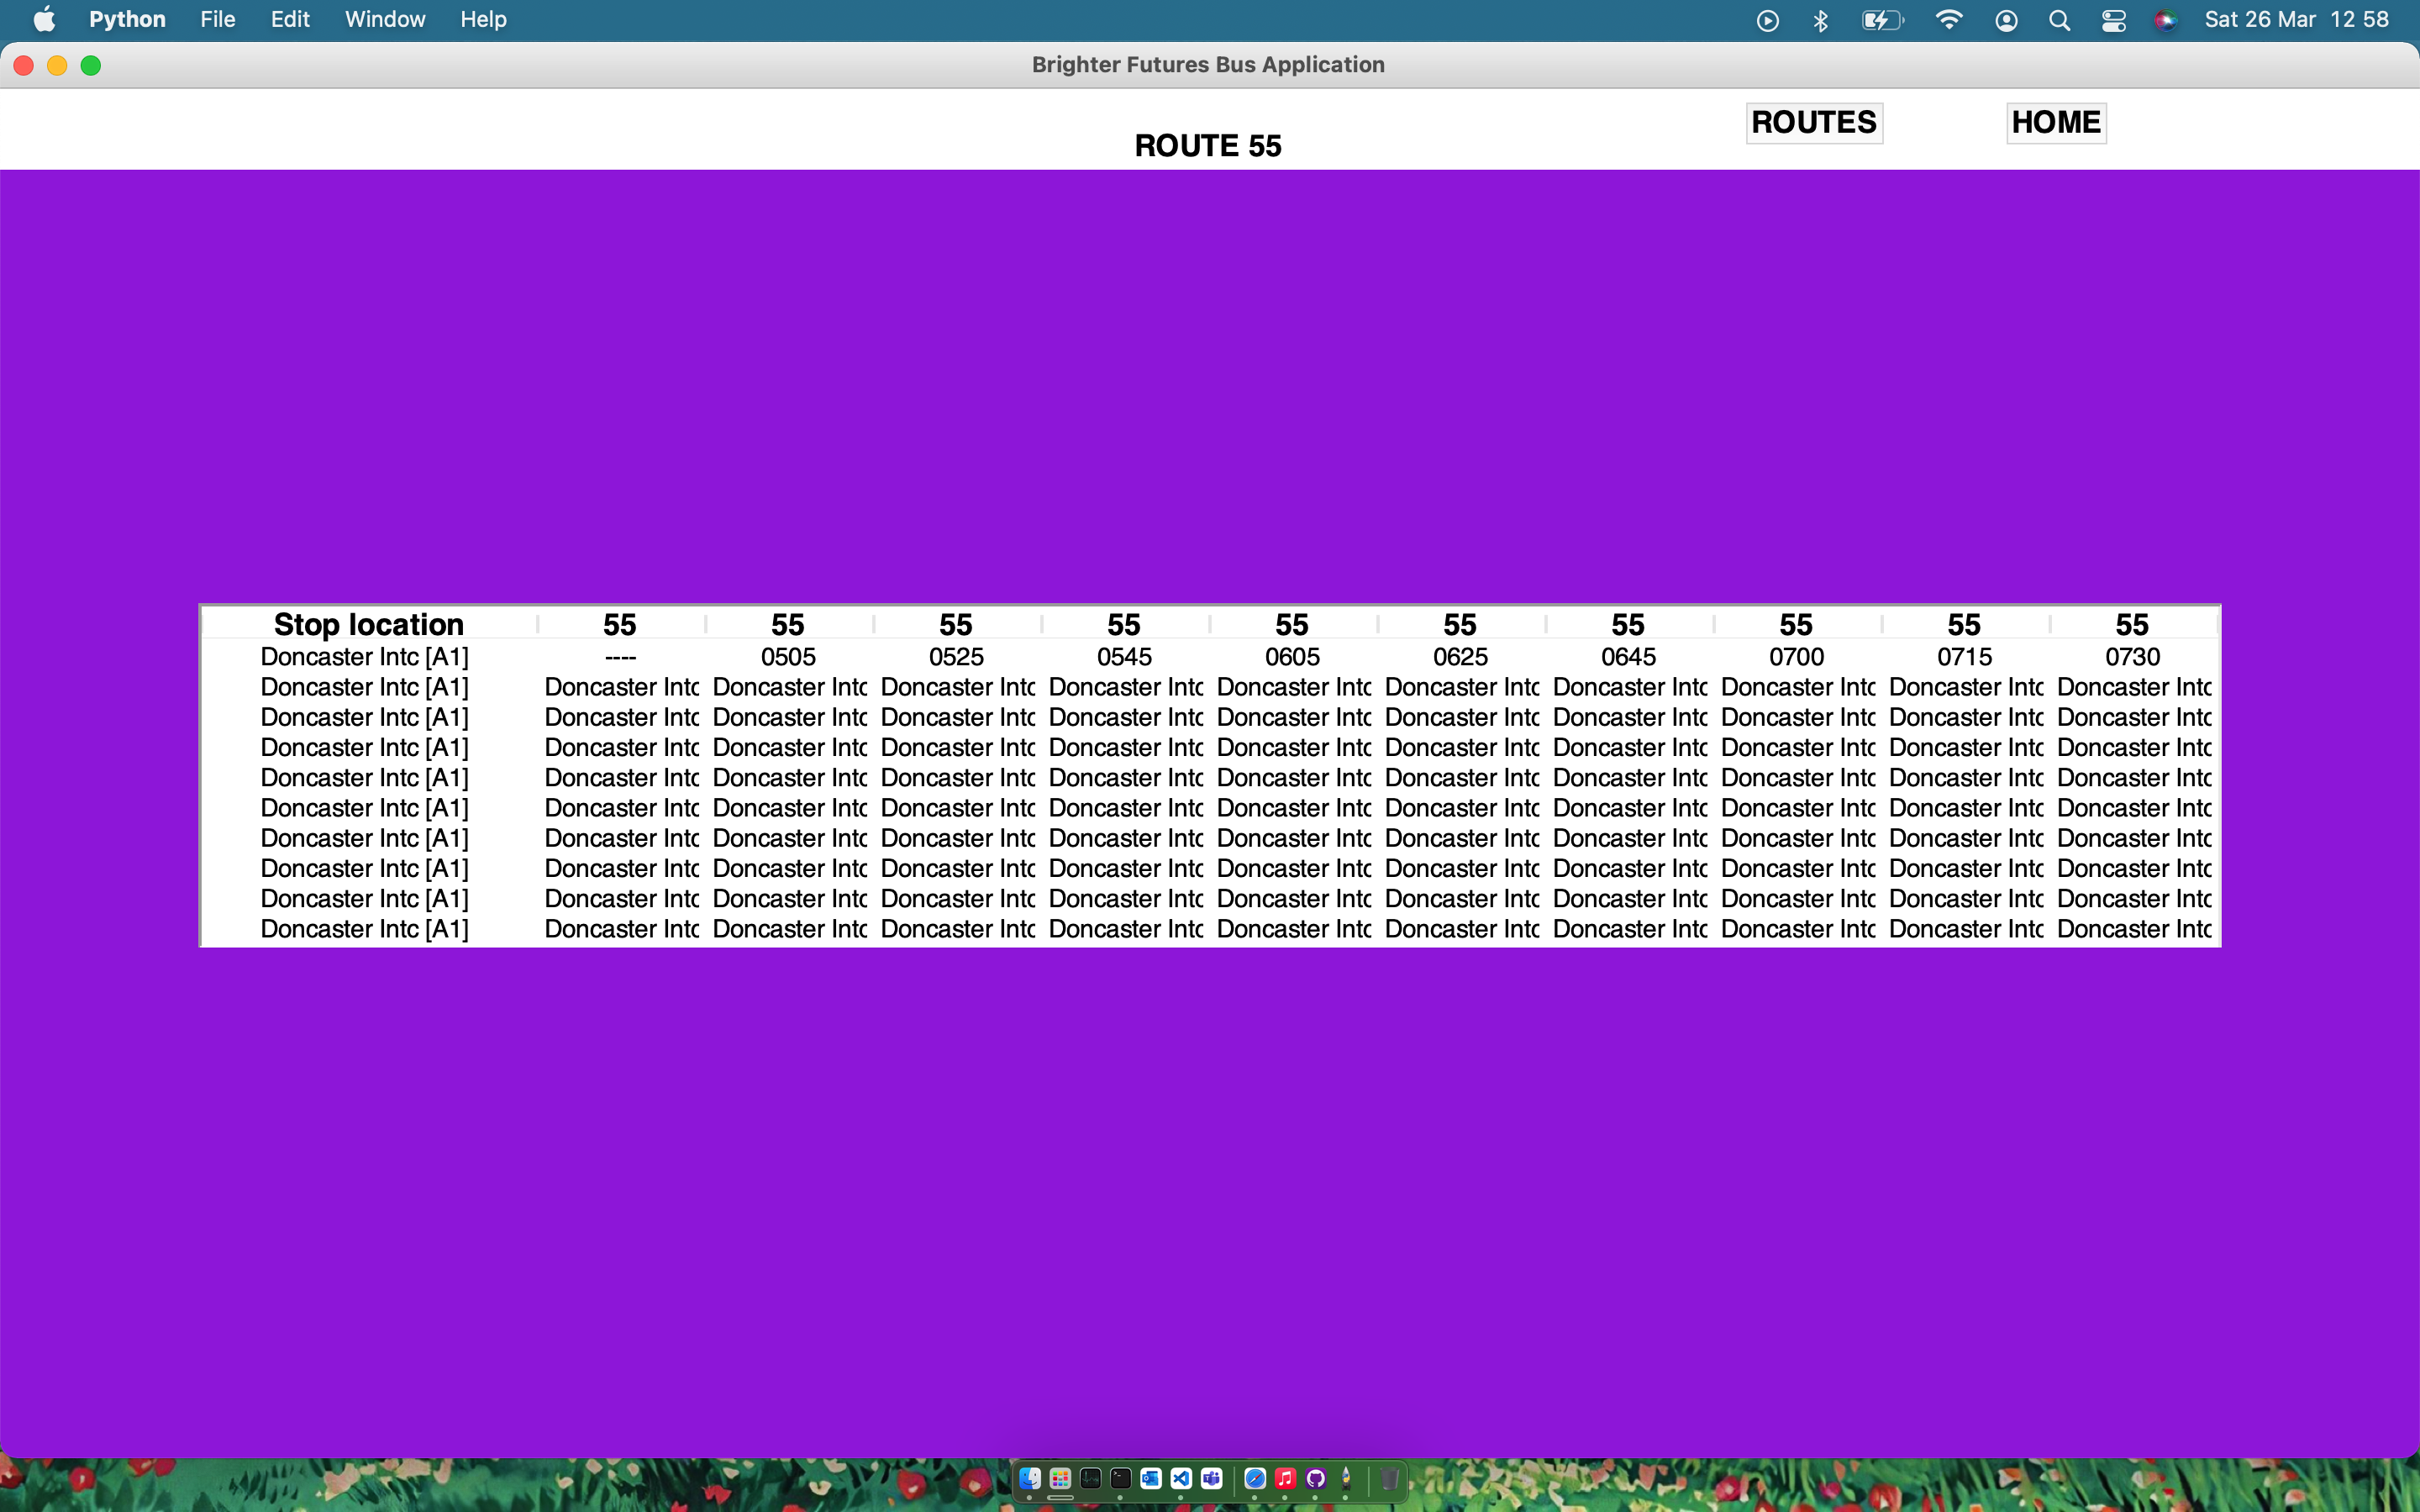 Python File Edit Window Help Sat 26 Mar 12 58
Brighter Futures Bus Application
ROUTES HOME
ROUTE 55
Stop location 55 55 55 55 55 55 55 55 55 55
Doncaster Intc [A1] ---- 0505 0525 0545 0605 0625 0645 0700 0715 0730
Doncaster Intc [A1] Doncaster Intc Doncaster Intc Doncaster Intc Doncaster Intc Doncaster Intc Doncaster Intc Doncaster Intc Doncaster Intc Doncaster Intc Doncaster Intc
Doncaster Intc [A1] Doncaster Intc Doncaster Intc Doncaster Intc Doncaster Intc Doncaster Intc Doncaster Intc Doncaster Intc Doncaster Intc Doncaster Intc Doncaster Intc
Doncaster Intc [A1] Doncaster Intc Doncaster Intc Doncaster Intc Doncaster Intc Doncaster Intc Doncaster Intc Doncaster Intc Doncaster Intc Doncaster Intc Doncaster Intc
Doncaster Intc [A1] Doncaster Intc Doncaster Intc Doncaster Intc Doncaster Intc Doncaster Intc Doncaster Intc Doncaster Intc Doncaster Intc Doncaster Intc Doncaster Intc
Doncaster Intc [A1] Doncaster Intc Doncaster Intc Doncaster Intc Doncaster Intc Doncaster Intc Doncaster Intc Doncaster Intc Doncaster Intc Doncaster Intc Doncaster Intc
Doncaster Intc [A1] Doncaster Intc Doncaster Intc Doncaster Intc Doncaster Intc Doncaster Intc Doncaster Intc Doncaster Intc Doncaster Intc Doncaster Intc Doncaster Intc
Doncaster Intc [A1] Doncaster Intc Doncaster Intc Doncaster Intc Doncaster Intc Doncaster Intc Doncaster Intc Doncaster Intc Doncaster Intc Doncaster Intc Doncaster Intc
Doncaster Intc [A1] Doncaster Intc Doncaster Intc Doncaster Intc Doncaster Intc Doncaster Intc Doncaster Intc Doncaster Intc Doncaster Intc Doncaster Intc Doncaster Intc
Doncaster Intc [A1] Doncaster Intc Doncaster Intc Doncaster Intc Doncaster Intc Doncaster Intc Doncaster Intc Doncaster Intc Doncaster Intc Doncaster Intc Doncaster Intc